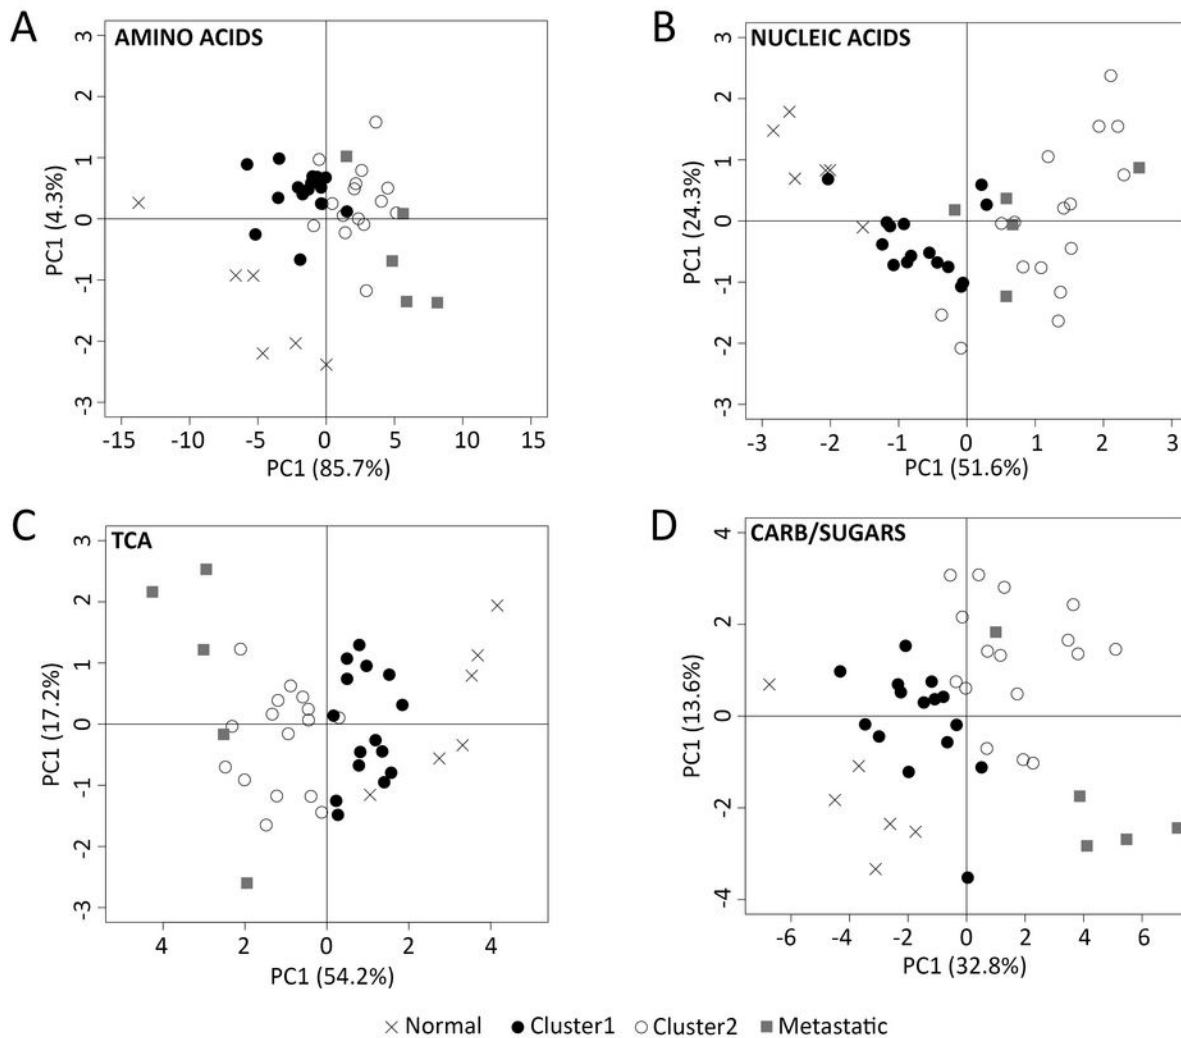 A
AMINO ACIDS
3
2
1
0
-1
-2
-3
PC1 (4.3%)
-15 -10 -5 0 5 10 15
PC1 (85.7%)
B
NUCLEIC ACIDS
3
2
1
0
-1
-2
-3
PC1 (24.3%)
-3 -2 -1 0 1 2 3
PC1 (51.6%)
C
TCA
3
2
1
0
-1
-2
-3
PC1 (17.2%)
4 2 0 2 4
PC1 (54.2%)
D
CARB/SUGARS
4
2
0
-2
-4
PC1 (13.6%)
-6 -4 -2 0 2 4 6
PC1 (32.8%)
Normal Cluster1 Cluster2 Metastatic